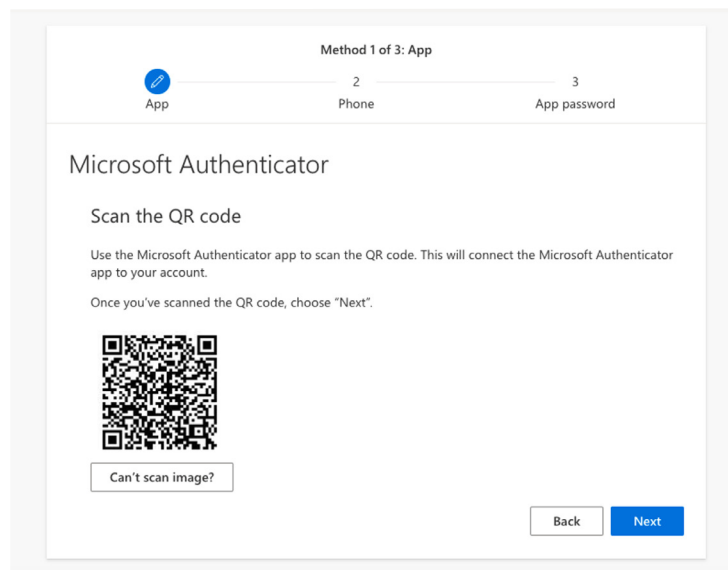 Method 1 of 3: App
2
3
App
Phone
App password
Microsoft Authenticator
Scan the QR code
Use the Microsoft Authenticator app to scan the QR code. This will connect the Microsoft Authenticator
app to your account.
Once you've scanned the QR code, choose “Next”.
Can't scan image?
Back
Next